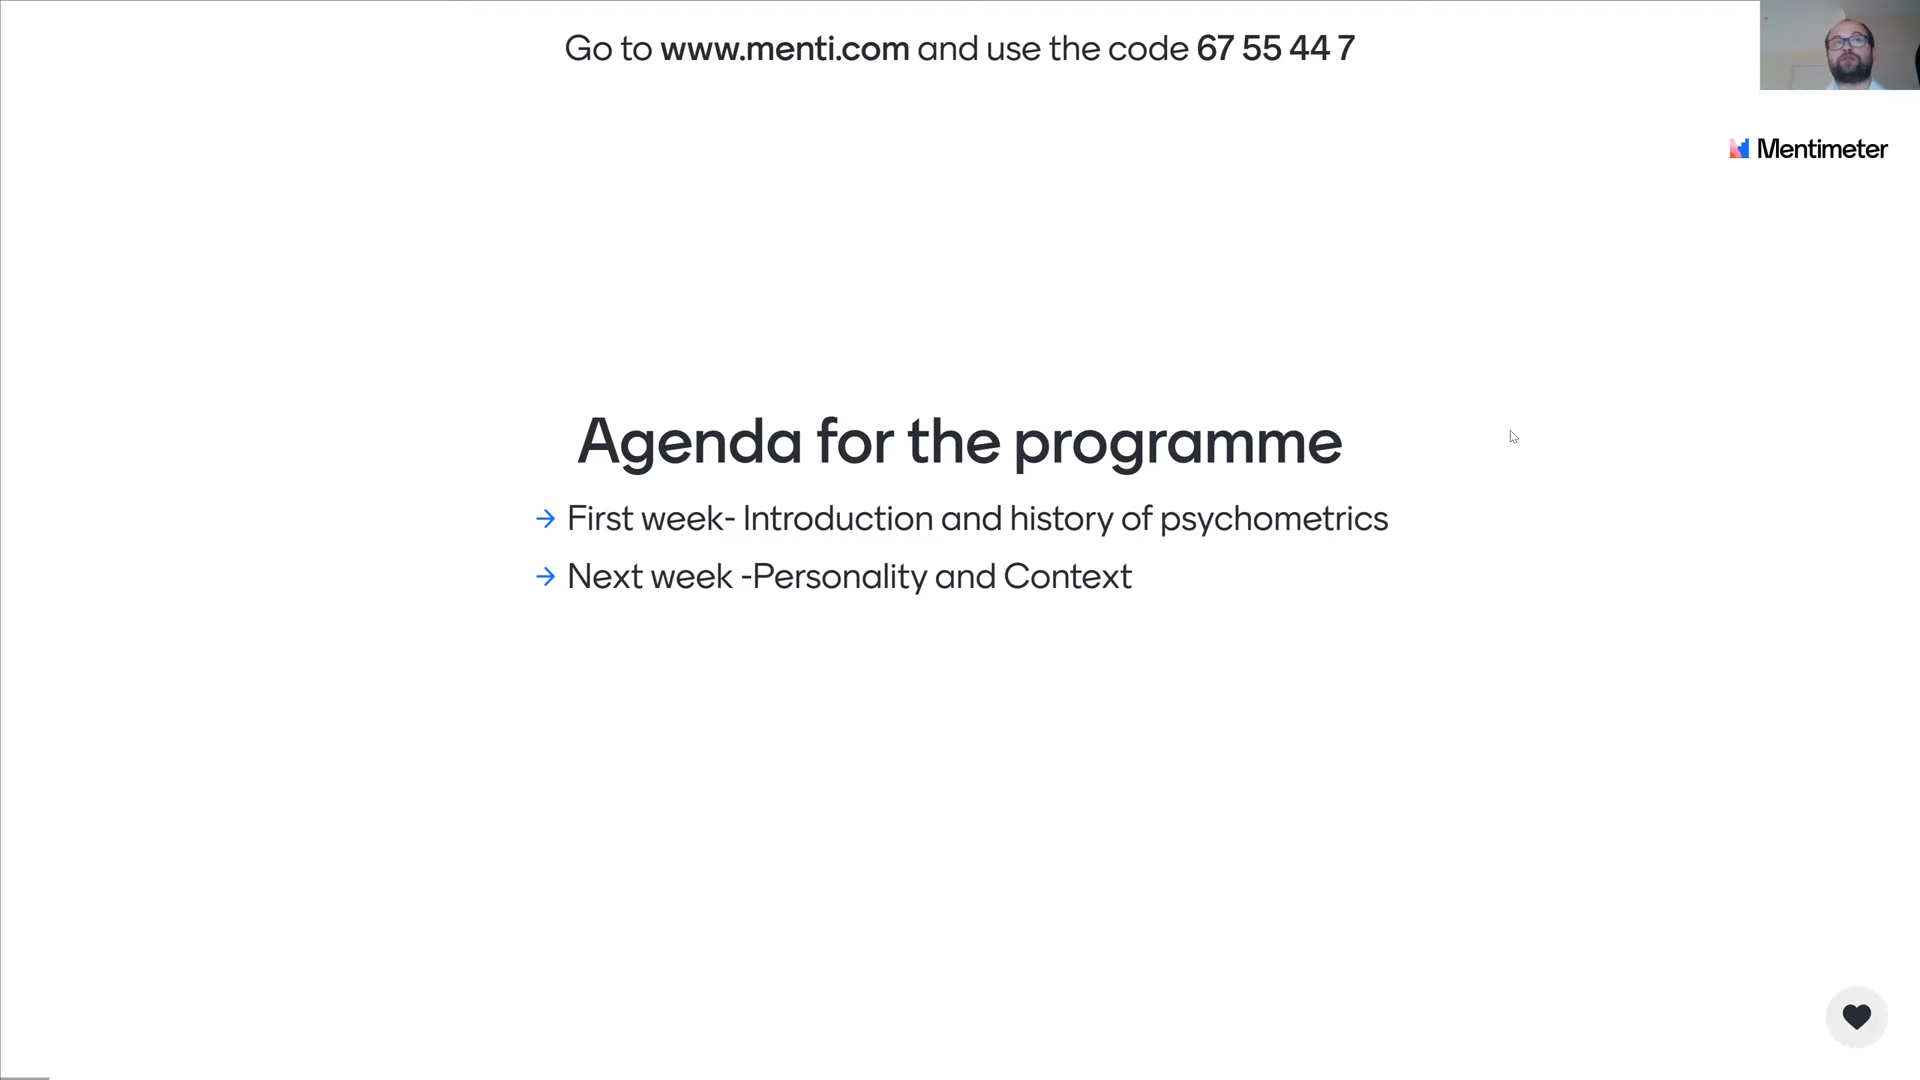 Go to www.menti.com and use the code 67 55 44 7
Mentimeter
Agenda for the programme
→ First week- Introduction and history of psychometrics
→ Next week -Personality and Context